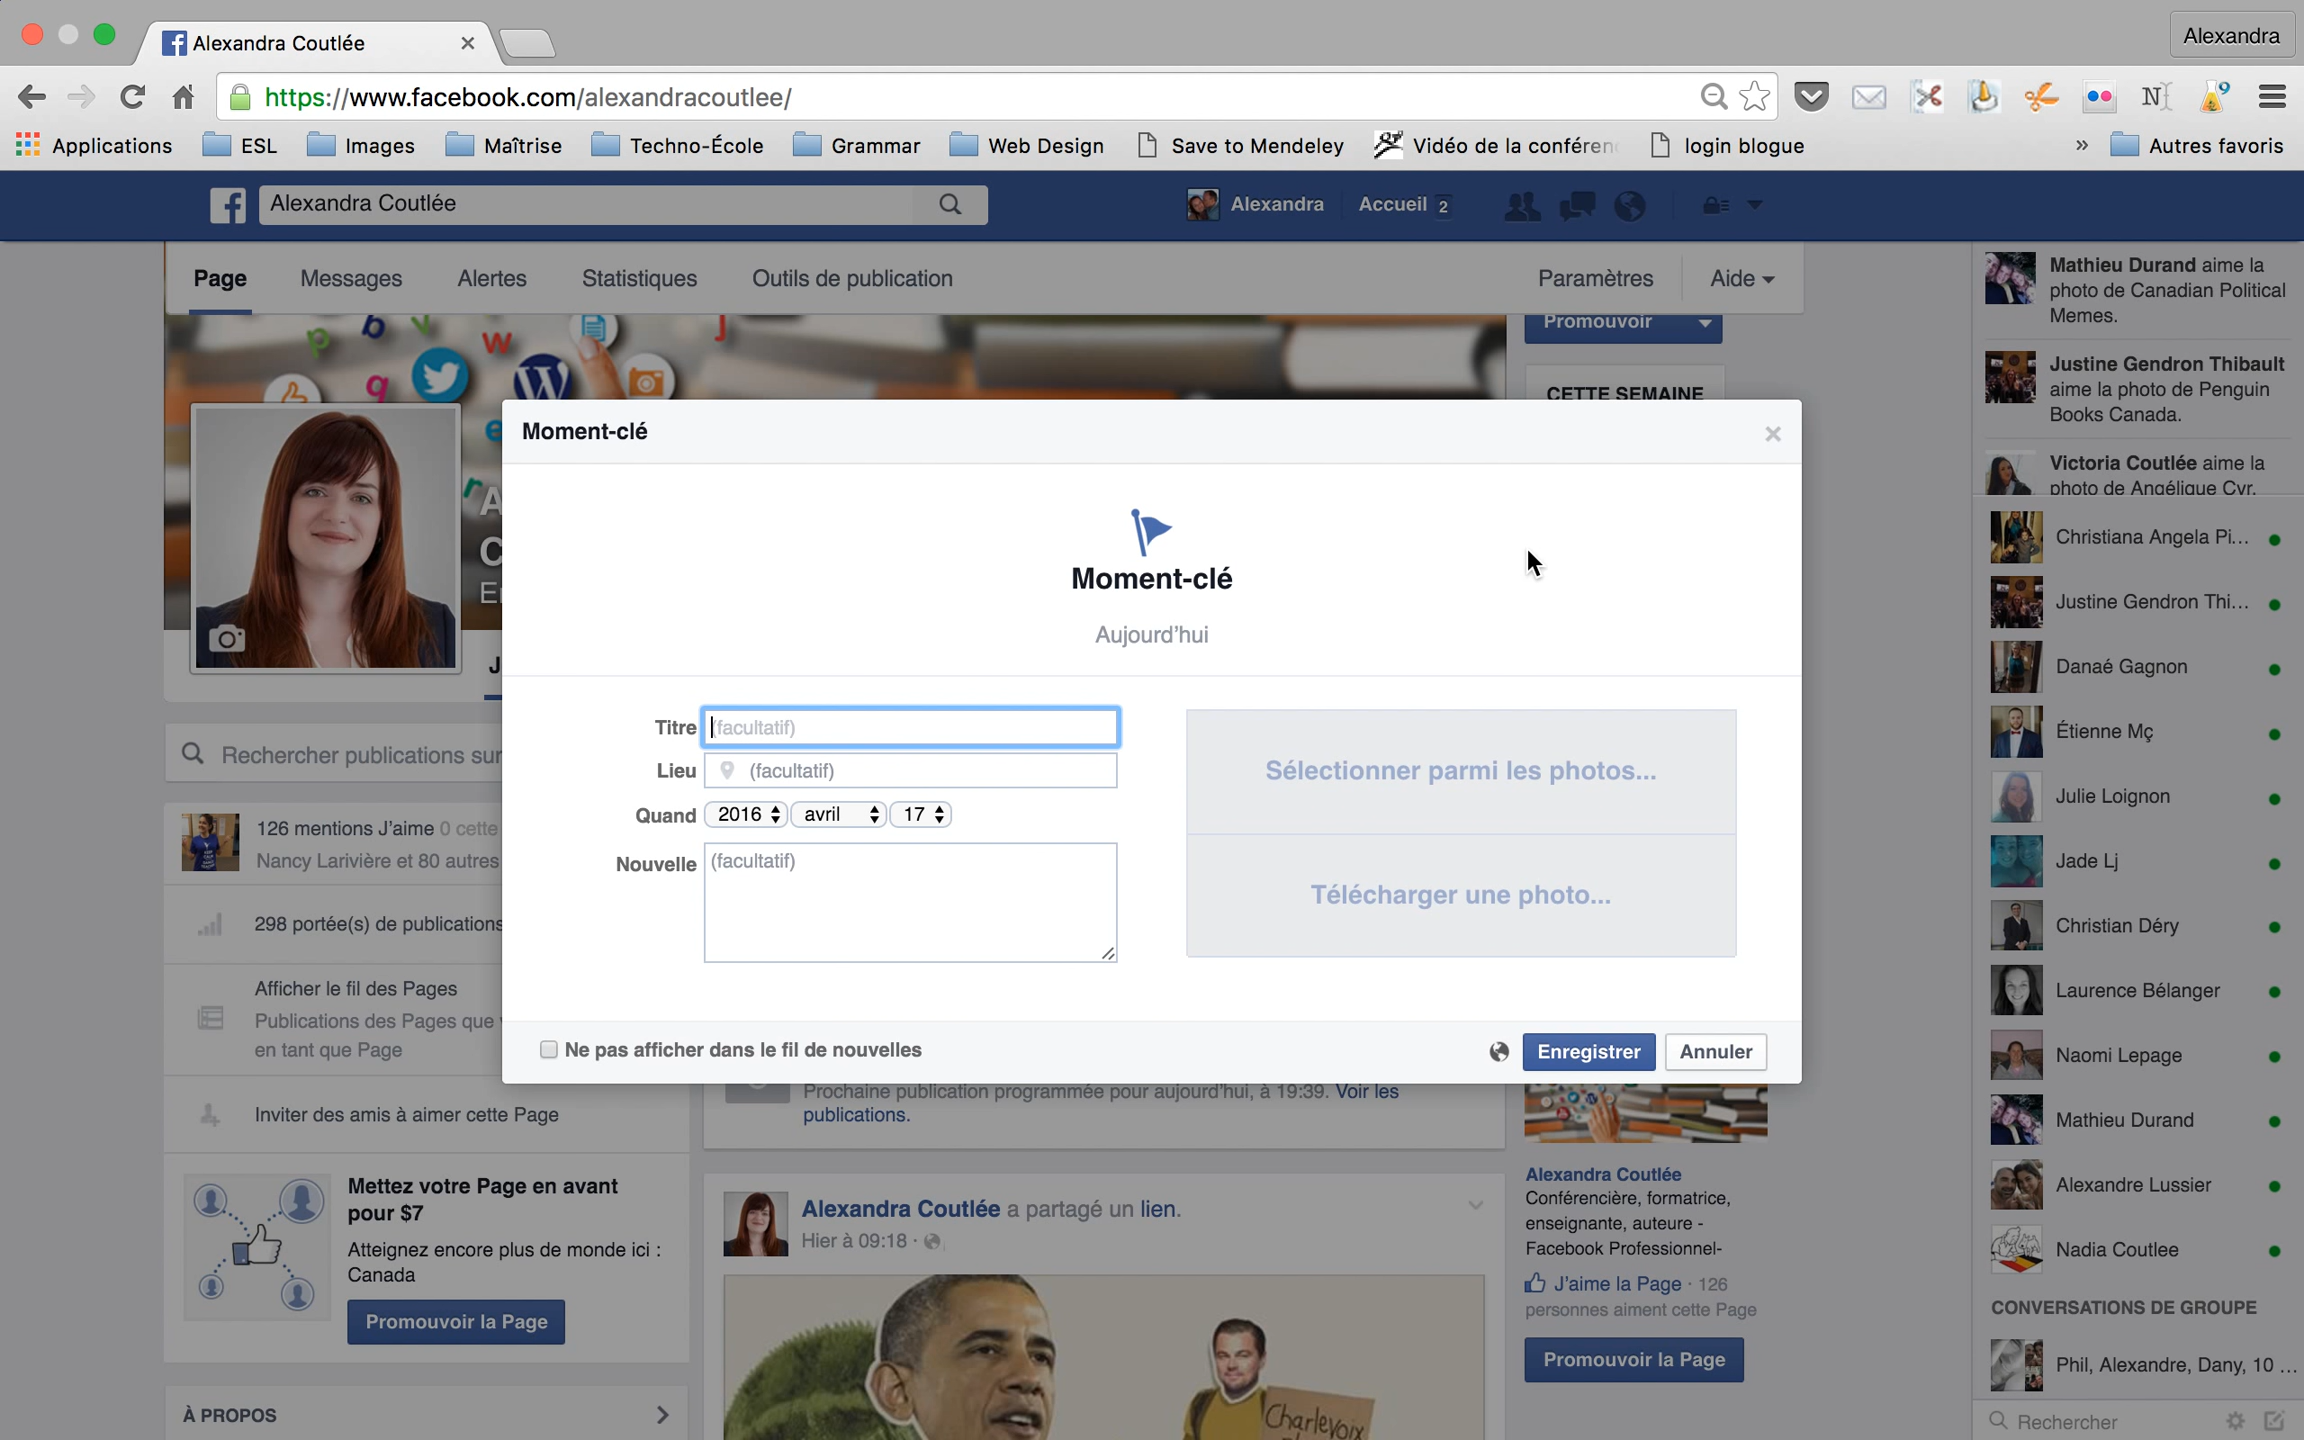 Alexandra Coutlée
Alexandra
https://www.facebook.com/alexandracoutlee/
Applications ESL Images Maîtrise Techno-École Grammar Web Design Save to Mendeley Vidéo de la conféren login blogue » Autres favoris
Alexandra Coutlée
Alexandra Accueil 2
Page Messages Alertes Statistiques Outils de publication Paramètres Aide
Promouvoir
CETTE SEMAINE
Moment-clé
Moment-clé
Aujourd'hui
Titre (facultatif)
Lieu (facultatif)
Quand 2016 avril 17
Nouvelle (facultatif)
Sélectionner parmi les photos...
Télécharger une photo...
Ne pas afficher dans le fil de nouvelles
Enregistrer Annuler
Rechercher publications sur
126 mentions J'aime 0 cette
Nancy Larivière et 80 autres
298 portée(s) de publications
Afficher le fil des Pages
Publications des Pages que
en tant que Page
Inviter des amis à aimer cette Page
Mettez votre Page en avant
pour $7
Atteignez encore plus de monde ici :
Canada
Promouvoir la Page
À PROPOS
Prochaine publication programmée pour aujourd'hui, à 19:39. Voir les
publications.
Alexandra Coutlée a partagé un lien.
Hier à 09:18 ·
Charlevoix
Alexandra Coutlée
Conférencière, formatrice,
enseignante, auteure -
Facebook Professionnel-
J'aime la Page · 126
personnes aiment cette Page
Promouvoir la Page
Mathieu Durand aime la
photo de Canadian Political
Memes.
Justine Gendron Thibault
aime la photo de Penguin
Books Canada.
Victoria Coutlée aime la
photo de Angélique Cyr.
Christiana Angela Pi...
Justine Gendron Thi...
Danaé Gagnon
Étienne Mç
Julie Loignon
Jade Lj
Christian Déry
Laurence Bélanger
Naomi Lepage
Mathieu Durand
Alexandre Lussier
Nadia Coutlee
CONVERSATIONS DE GROUPE
Phil, Alexandre, Dany, 10 ...
Rechercher